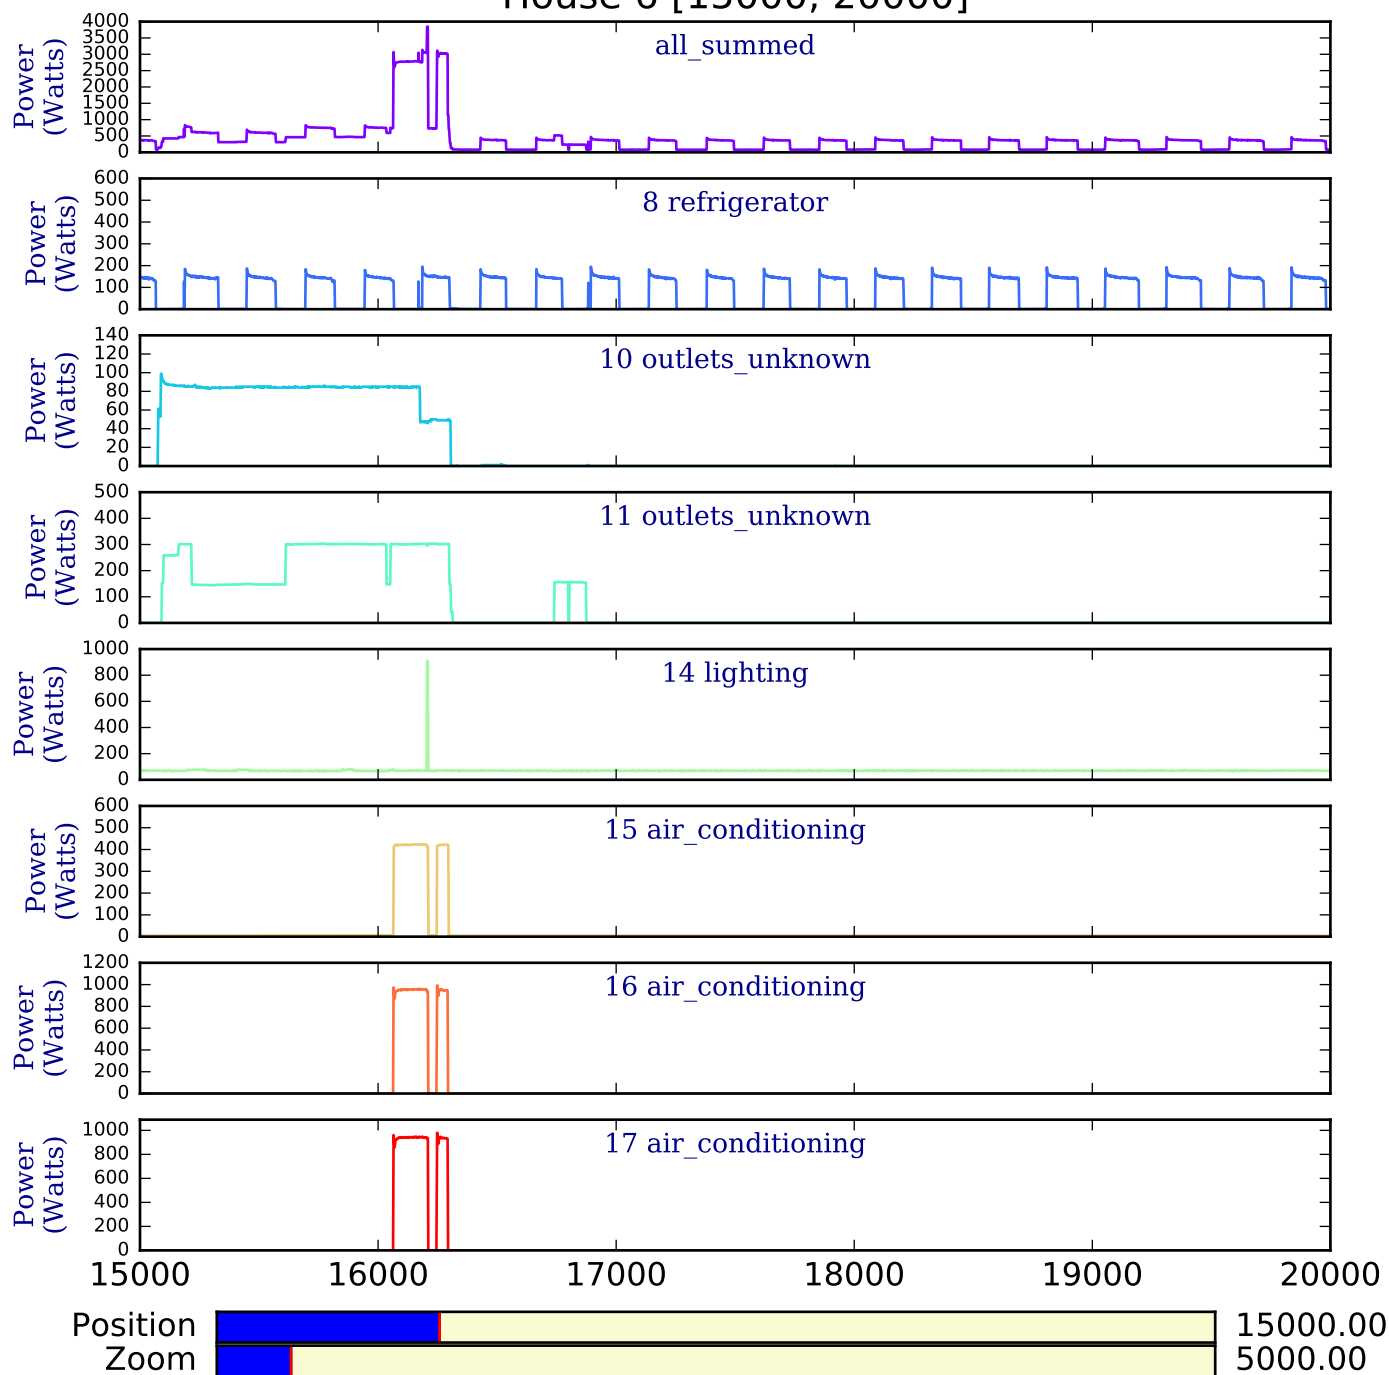 House 6 [15000, 20000]
Power
(Watts)
4000
3500
3000
2500
2000
1500
1000
500
0
all_summed
Power
(Watts)
600
500
400
300
200
100
0
8 refrigerator
Power
(Watts)
140
120
100
80
60
40
20
0
10 outlets_unknown
Power
(Watts)
500
400
300
200
100
0
11 outlets_unknown
Power
(Watts)
1000
800
600
400
200
0
14 lighting
Power
(Watts)
600
500
400
300
200
100
0
15 air_conditioning
Power
(Watts)
1200
1000
800
600
400
200
0
16 air_conditioning
Power
(Watts)
1000
800
600
400
200
0
17 air_conditioning
15000 16000 17000 18000 19000 20000
Position 15000.00
Zoom 5000.00